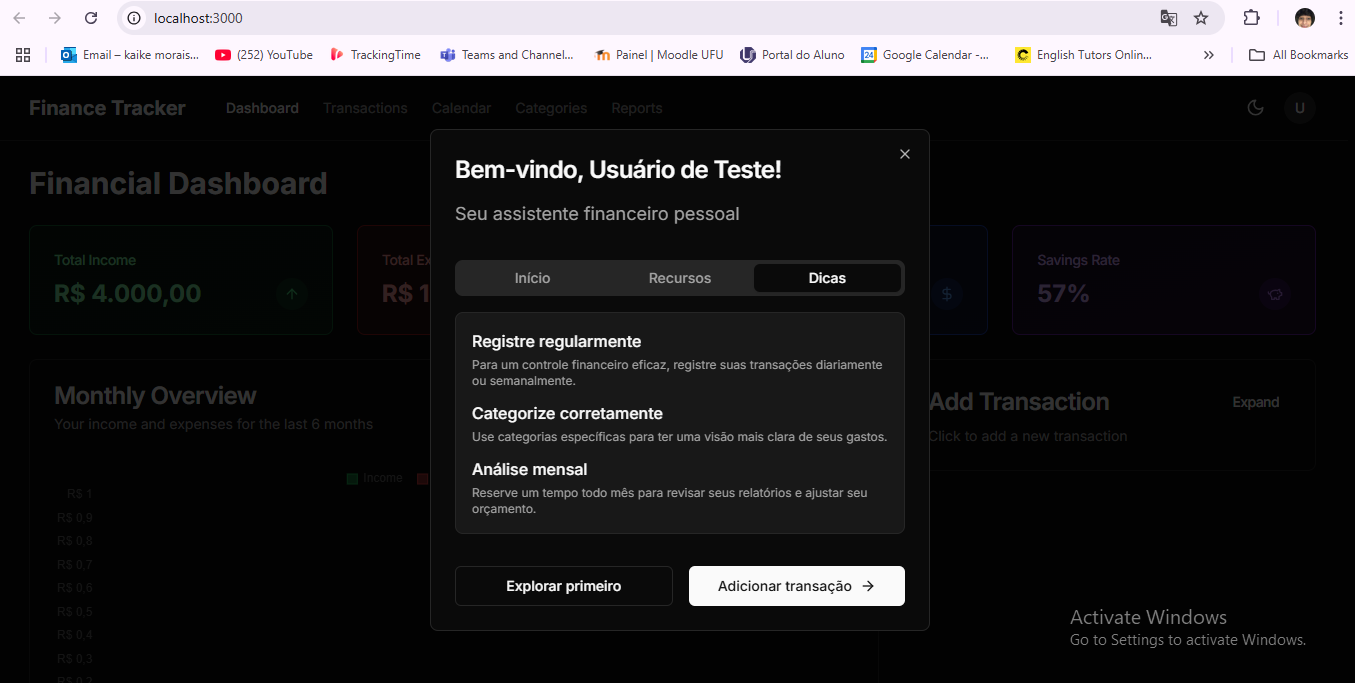 localhost:3000
Email – kaike morais...
(252) YouTube
TrackingTime
Teams and Channel...
Painel | Moodle UFU
Portal do Aluno
24
Google Calendar -...
C
English Tutors Onlin...
All Bookmarks
Finance Tracker
Dashboard
Transactions
Calendar
Categories
Reports
U
Financial Dashboard
Total Income
R$ 4.000,00
Total Ex
R$ 1
$
Savings Rate
57%
Bem-vindo, Usuário de Teste!
Seu assistente financeiro pessoal
Início
Recursos
Dicas
Registre regularmente
Para um controle financeiro eficaz, registre suas transações diariamente
ou semanalmente.
Categorize corretamente
Use categorias específicas para ter uma visão mais clara de seus gastos.
Análise mensal
Reserve um tempo todo mês para revisar seus relatórios e ajustar seu
orçamento.
Explorar primeiro
Adicionar transação
Monthly Overview
Your income and expenses for the last 6 months
Income
R$ 1
R$ 0,9
R$ 0,8
R$ 0,7
R$ 0,6
R$ 0,5
R$ 0,4
R$ 0,3
R$ 0,2
Add Transaction
Expand
Click to add a new transaction
Activate Windows
Go to Settings to activate Windows.